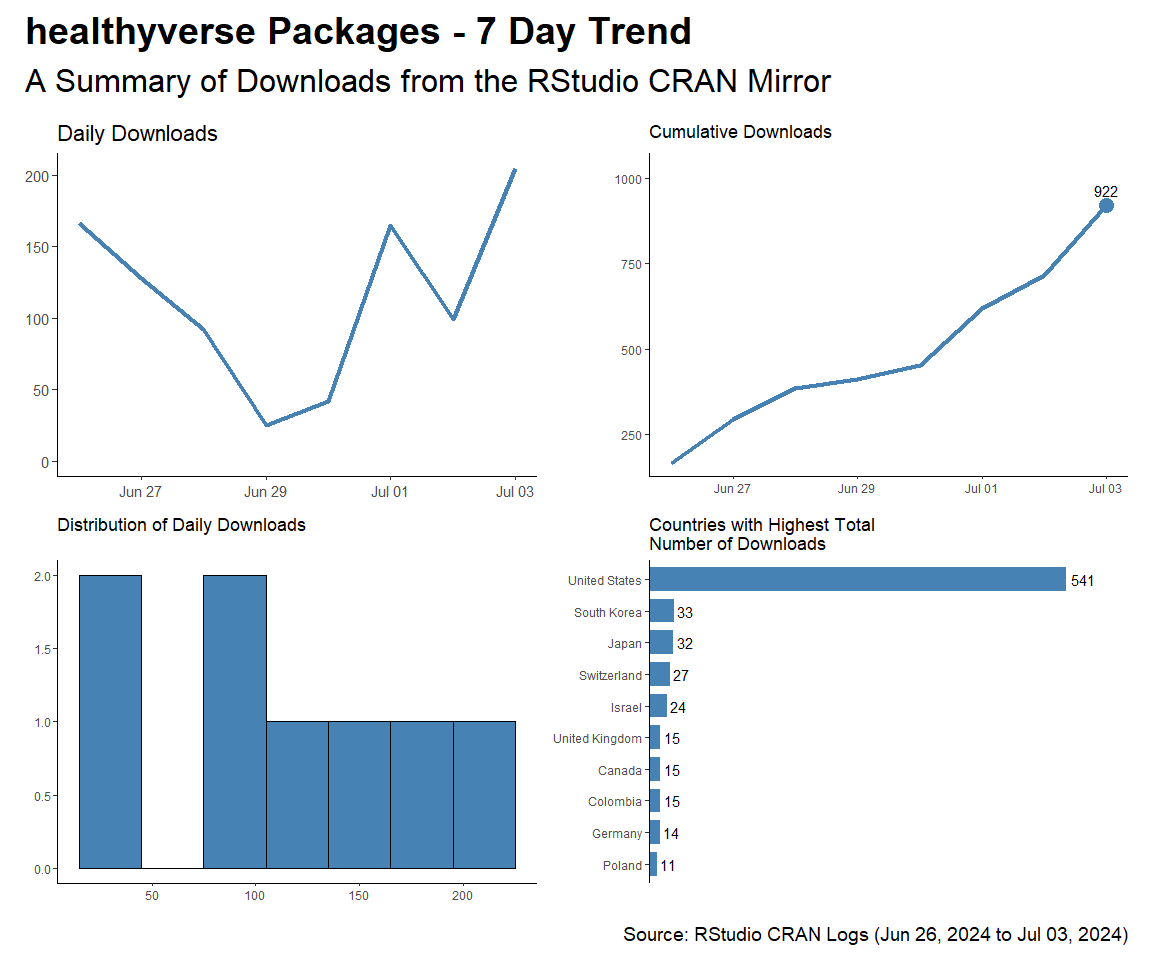 healthyverse Packages - 7 Day Trend
A Summary of Downloads from the RStudio CRAN Mirror
Daily Downloads
200
150
100
50
0
Jun 27 Jun 29 Jul 01 Jul 03
Cumulative Downloads
1000
750
500
250
922
Jun 27 Jun 29 Jul 01 Jul 03
Distribution of Daily Downloads
2.0
1.5
1.0
0.5
0.0
50 100 150 200
Countries with Highest Total
Number of Downloads
United States 541
South Korea 33
Japan 32
Switzerland 27
Israel 24
United Kingdom 15
Canada 15
Colombia 15
Germany 14
Poland 11
Source: RStudio CRAN Logs (Jun 26, 2024 to Jul 03, 2024)